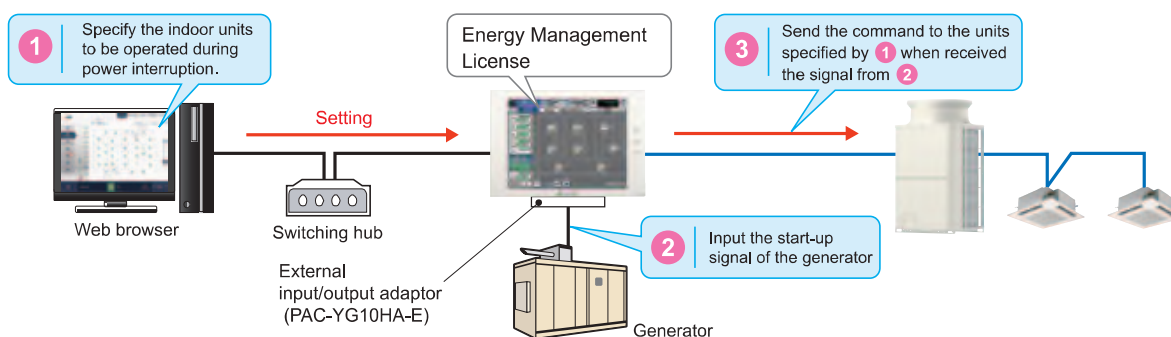 1
Specify the indoor units
to be operated during
power interruption.
Energy Management
License
3
Send the command to the units
specified by 1 when received
the signal from 2
Setting
Web browser
Switching hub
2
Input the start-up
signal of the generator
External
input/output adaptor
(PAC-YG10HA-E)
Generator